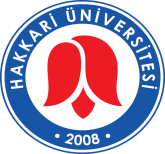 HAKKARİ ÜNİVERSİTESİ
• 2008 •